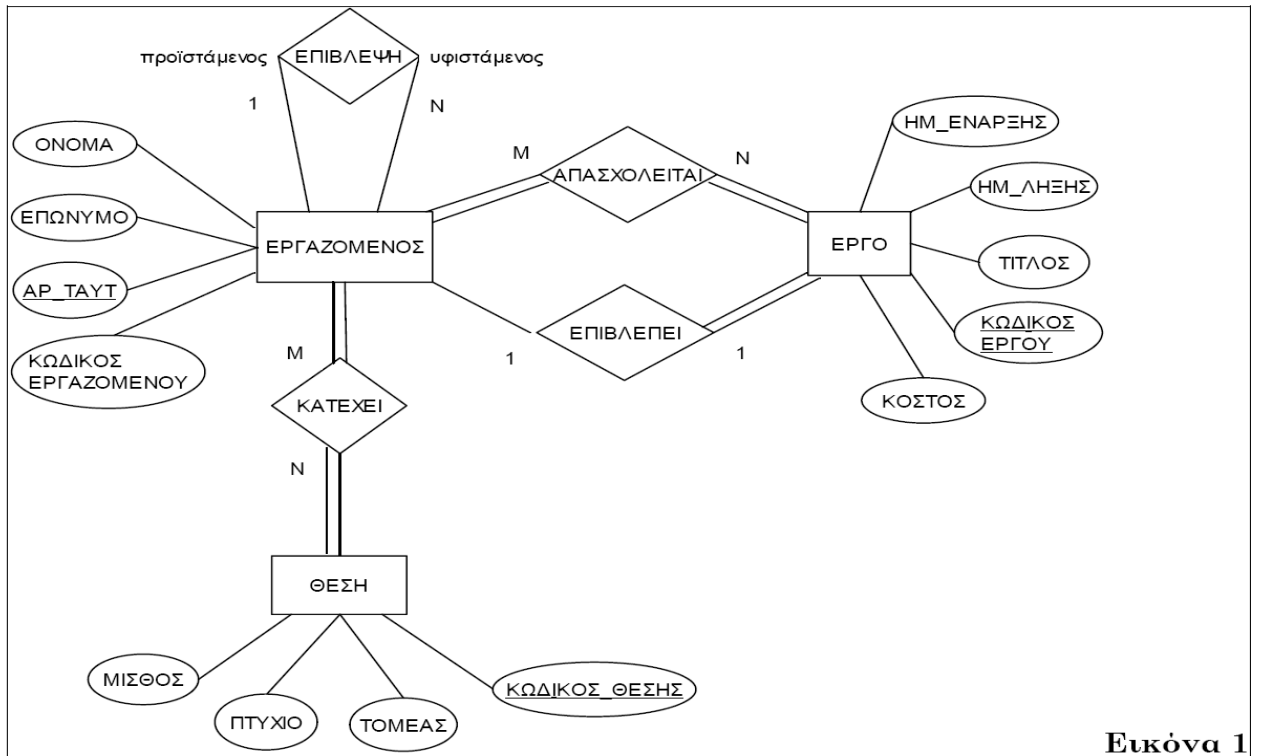 ΕΠΙΒΛΕΨΗ
προϊστάμενος
υφιστάμενος
1
N
ΟΝΟΜΑ
ΕΠΩΝΥΜΟ
ΑΡ_ΤΑΥΤ
ΚΩΔΙΚΟΣ
ΕΡΓΑΖΟΜΕΝΟΥ
ΕΡΓΑΖΟΜΕΝΟΣ
M
ΑΠΑΣΧΟΛΕΙΤΑΙ
N
ΕΡΓΟ
ΗΜ_ΕΝΑΡΞΗΣ
ΗΜ_ΛΗΞΗΣ
ΤΙΤΛΟΣ
ΚΩΔΙΚΟΣ
ΕΡΓΟΥ
ΚΟΣΤΟΣ
1
ΕΠΙΒΛΕΠΕΙ
1
M
ΚΑΤΕΧΕΙ
N
ΘΕΣΗ
ΜΙΣΘΟΣ
ΠΤΥΧΙΟ
ΤΟΜΕΑΣ
ΚΩΔΙΚΟΣ_ΘΕΣΗΣ
Εικόνα 1